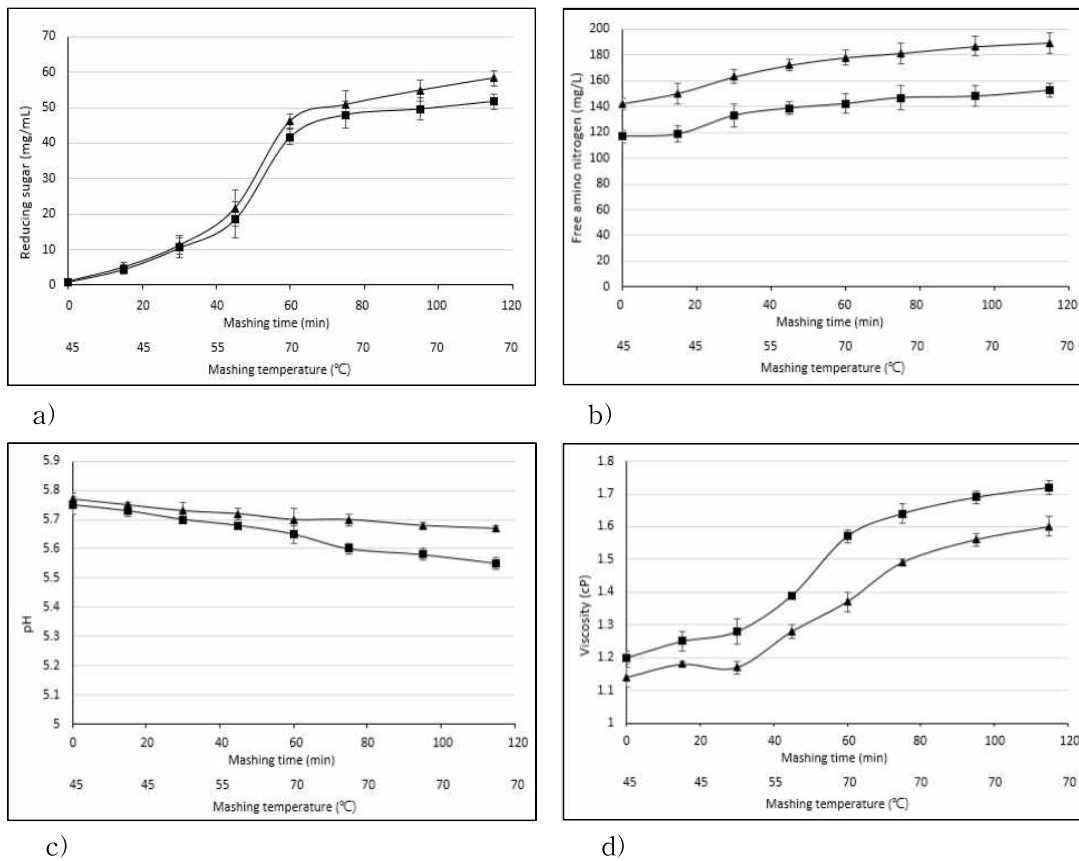 70
60
50
40
30
20
10
0
Reducing sugar (mg/mL)
0 20 40 60 80 100 120
Mashing time (min)
45 45 55 70 70 70 70
Mashing temperature (℃)
a)
200
180
160
140
120
100
80
60
40
20
0
Free amino nitrogen (mg/L)
0 20 40 60 80 100 120
Mashing time (min)
45 45 55 70 70 70 70
Mashing temperature (℃)
b)
5.9
5.8
5.7
5.6
5.5
5.4
5.3
5.2
5.1
5
pH
0 20 40 60 80 100 120
Mashing time (min)
45 45 55 70 70 70 70
Mashing temperature (℃)
c)
1.8
1.7
1.6
1.5
1.4
1.3
1.2
1.1
1
Viscosity (cP)
0 20 40 60 80 100 120
Mashing time (min)
45 45 55 70 70 70 70
Mashing temperature (℃)
d)